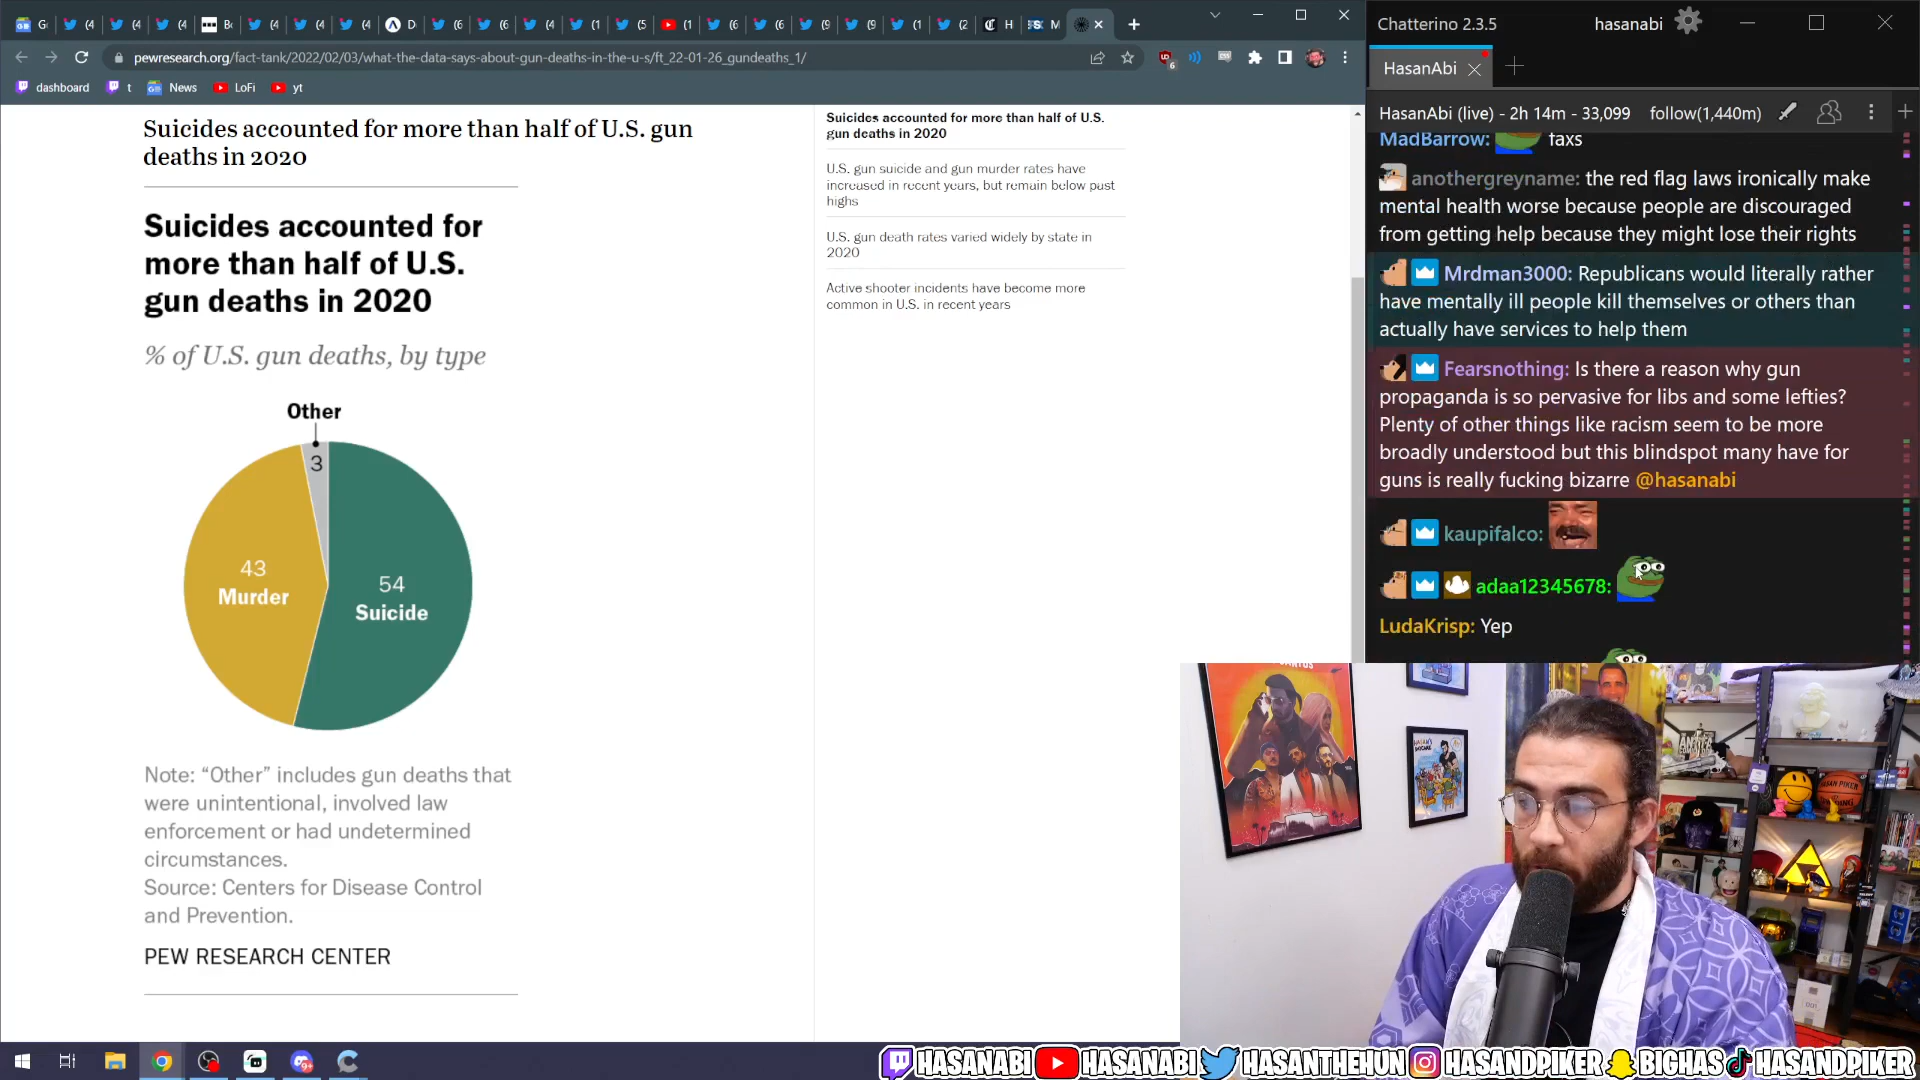 pewresearch.org/fact-tank/2022/02/03/what-the-data-says-about-gun-deaths-in-the-u-s/ft_22-01-26_gundeaths_1/
dashboard t News LoFi yt
Suicides accounted for more than half of U.S. gun
deaths in 2020
Suicides accounted for
more than half of U.S.
gun deaths in 2020
% of U.S. gun deaths, by type
Other
3
43
Murder
54
Suicide
Note: “Other” includes gun deaths that
were unintentional, involved law
enforcement or had undetermined
circumstances.
Source: Centers for Disease Control
and Prevention.
PEW RESEARCH CENTER
Suicides accounted for more than half of U.S.
gun deaths in 2020
U.S. gun suicide and gun murder rates have
increased in recent years, but remain below past
highs
U.S. gun death rates varied widely by state in
2020
Active shooter incidents have become more
common in U.S. in recent years
Chatterino 2.3.5 hasanabi
HasanAbi
HasanAbi (live) - 2h 14m - 33,099 follow(1,440m)
MadBarrow: faxs
anothergreyname: the red flag laws ironically make
mental health worse because people are discouraged
from getting help because they might lose their rights
Mrdman3000: Republicans would literally rather
have mentally ill people kill themselves or others than
actually have services to help them
Fearsnothing: Is there a reason why gun
propaganda is so pervasive for libs and some lefties?
Plenty of other things like racism seem to be more
broadly understood but this blindspot many have for
guns is really fucking bizarre @hasanabi
kaupifalco:
adaa12345678:
LudaKrisp: Yep
HASANABI HASANABI HASANTHEHUN HASANDPIKER BIGHAS HASANDPIKER